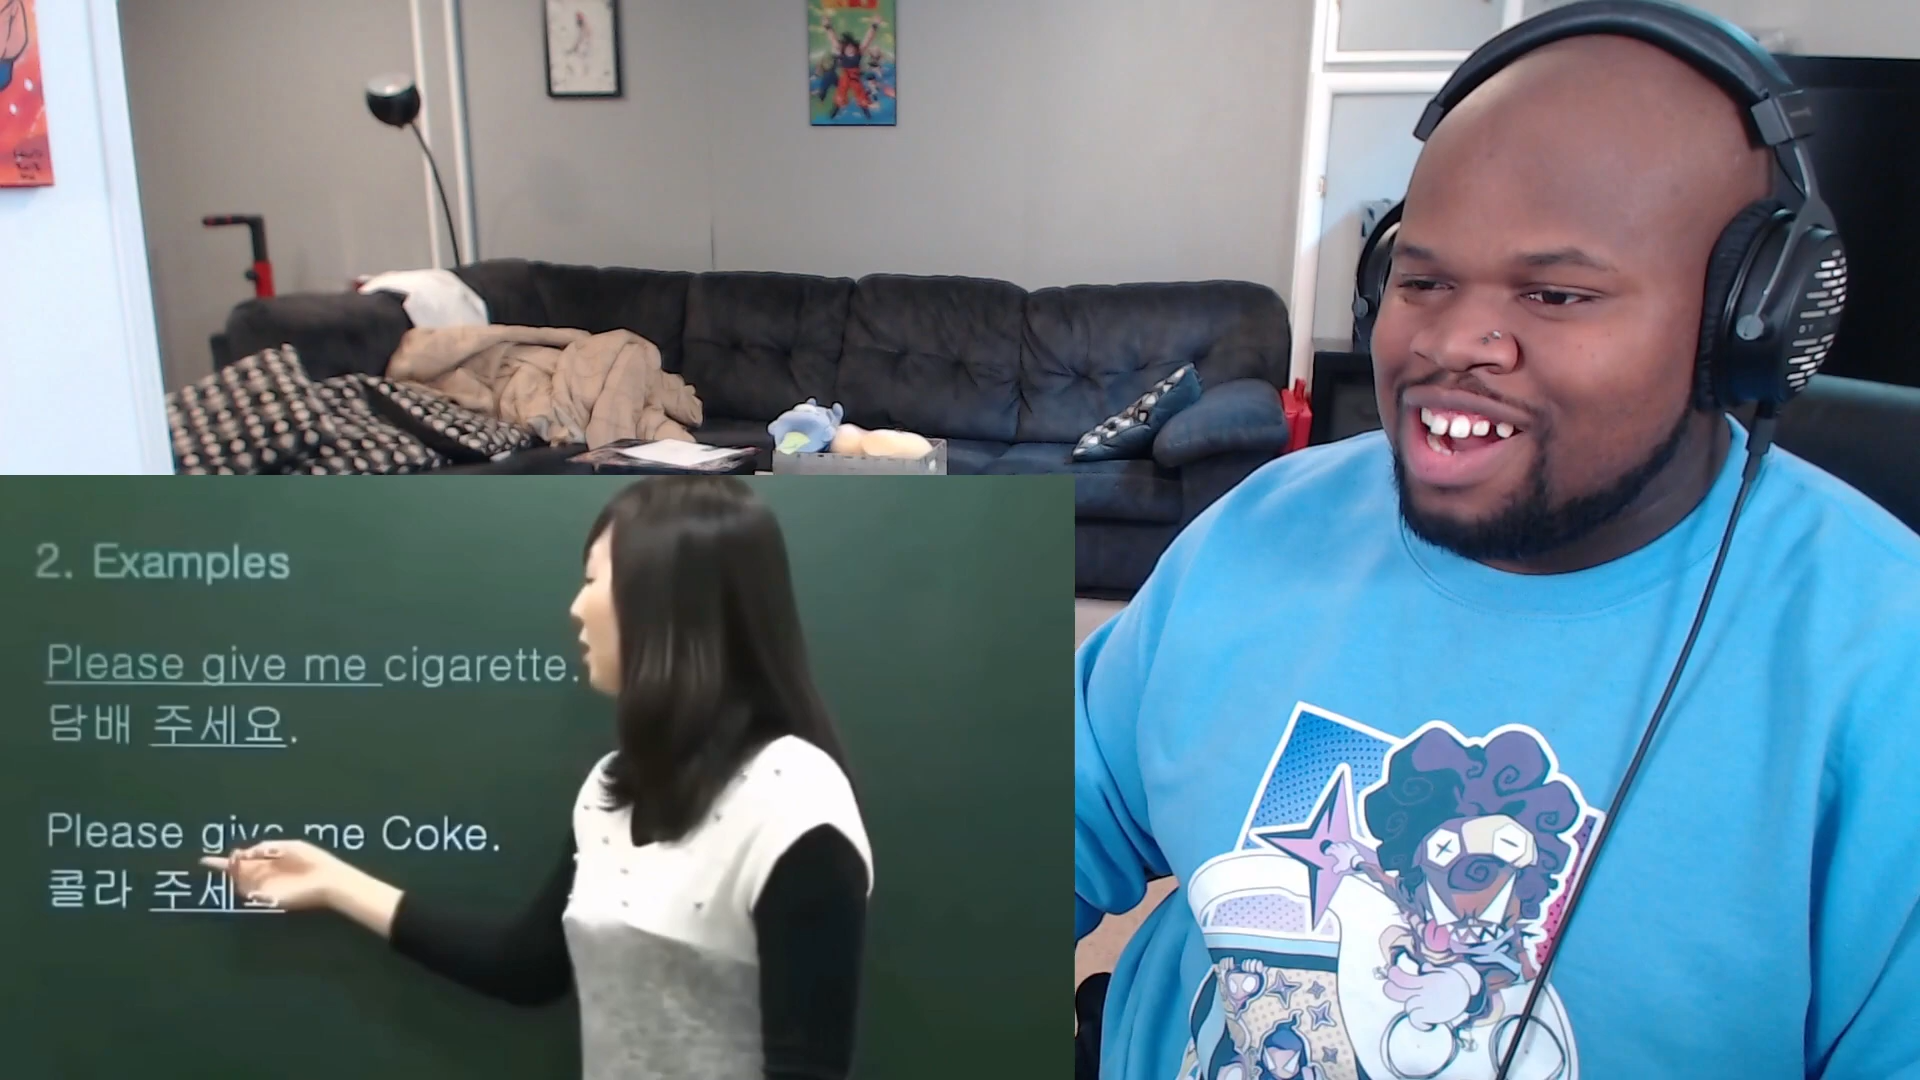 2. Examples
Please give me cigarette.
담배 주세요.
Please give me Coke.
콜라 주세요